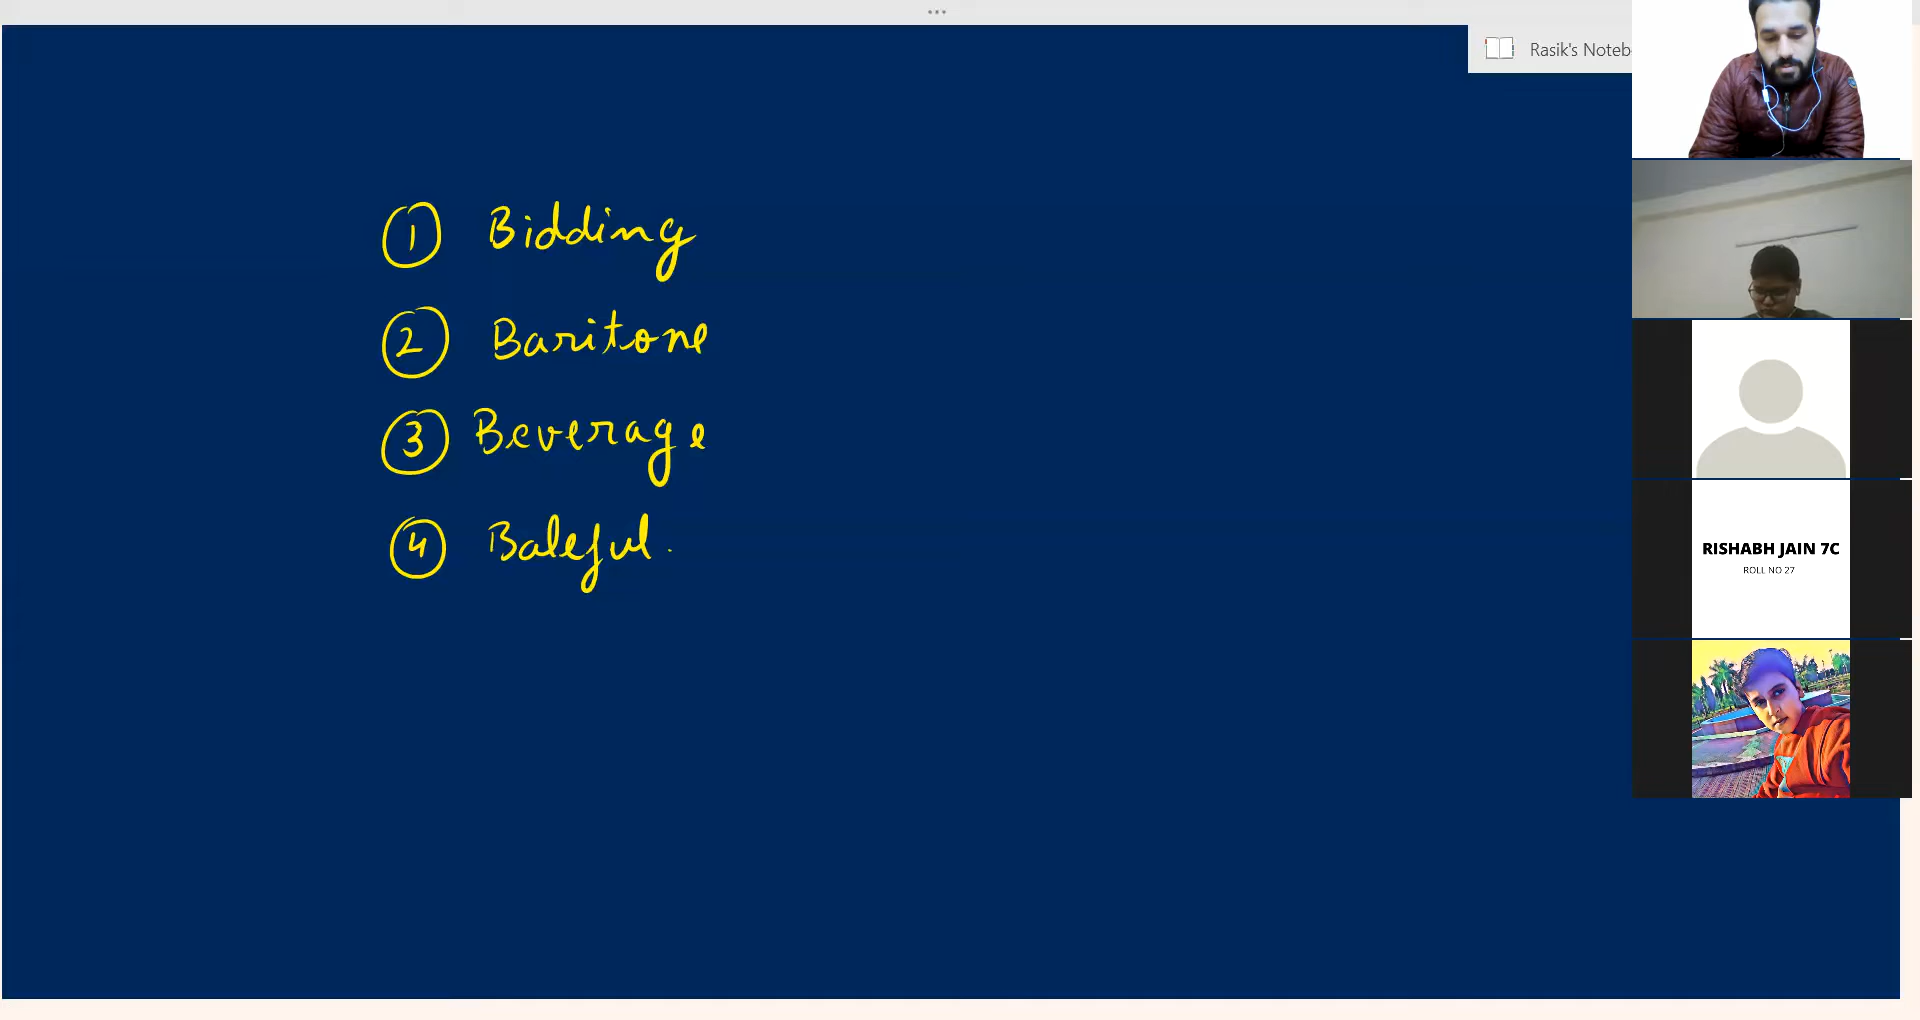 Rasik's Noteb
1 Bidding
2 Baritone
3 Beverage
4 Baleful.
RISHABH JAIN 7C
ROLL NO 27